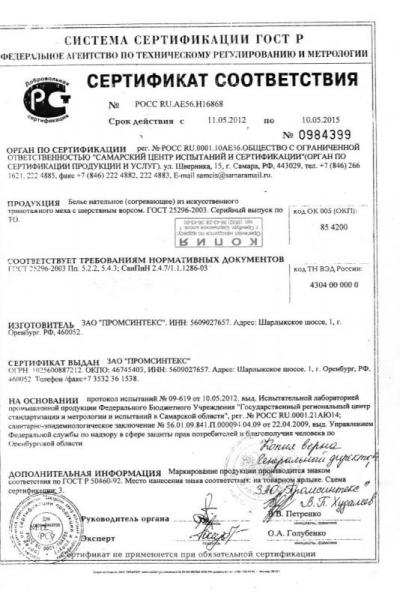 СИСТЕМА СЕРТИФИКАЦИИ ГОСТ Р
ФЕДЕРАЛЬНОЕ АГЕНТСТВО ПО ТЕХНИЧЕСКОМУ РЕГУЛИРОВАНИЮ И МЕТРОЛОГИИ
Добровольная
СЕРТИФИКАТ СООТВЕТСТВИЯ
№ РОСС RU.АЕ56.Н16868
Срок действия с 11.05.2012 по 10.05.2015
№ 0984399
ОРГАН ПО СЕРТИФИКАЦИИ рег. № РОСС RU.0001.10АЕ56.ОБЩЕСТВО С ОГРАНИЧЕННОЙ
ОТВЕТСТВЕННОСТЬЮ "САМАРСКИЙ ЦЕНТР ИСПЫТАНИЙ И СЕРТИФИКАЦИИ"(ОРГАН ПО
СЕРТИФИКАЦИИ ПРОДУКЦИИ И УСЛУГ). ул. Шверника, 15, г. Самара, РФ, 443029, тел. +7 (846) 266
1621, 222 4885, факс +7 (846) 222 4882, 222 4883, E-mail samcis@samaramail.ru.
ПРОДУКЦИЯ Белье нательное (согревающее) из искусственного
трикотажного меха с шерстяным ворсом. ГОСТ 25296-2003. Серийный выпуск по
ТО.
код ОК 005 (ОКП):
85 4200
КОПИЯ
СООТВЕТСТВУЕТ ТРЕБОВАНИЯМ НОРМАТИВНЫХ ДОКУМЕНТОВ
ГОСТ 25296-2003 Пп. 5.2.2, 5.4.3; СанПиН 2.4.7/1.1.1286-03
код ТН ВЭД России:
4304 00 000 0
ИЗГОТОВИТЕЛЬ ЗАО "ПРОМСИНТЕКС". ИНН: 5609027657. Адрес: Шарлыкское шоссе, 1, г.
Оренбург, РФ, 460052.
СЕРТИФИКАТ ВЫДАН ЗАО "ПРОМСИНТЕКС"
ОГРН: 1025600887212. ОКПО: 46745403, ИНН: 5609027657. Адрес: Шарлыкское шоссе, 1, г. Оренбург, РФ,
460052 Телефон /факс+7 3532 36 1538.
НА ОСНОВАНИИ протокол испытаний № 09-619 от 10.05.2012, выд. Испытательной лабораторией
промышленной продукции Федерального Бюджетного Учреждения "Государственный региональный центр
стандартизации и метрологии и испытаний в Самарской области", рег. № РОСС RU.0001.21АЮ14;
санитарно-эпидемиологическое заключение № 56.01.09.841.П.000091.04.09 от 22.04.2009, выд. Управлением
Федеральной службы по надзору в сфере защиты прав потребителей и благополучия человека по
Оренбургской области
Копия верна
Генеральный директор
ЗАО "Промсинтекс"
ДОПОЛНИТЕЛЬНАЯ ИНФОРМАЦИЯ Маркирование продукции производится знаком
соответствия по ГОСТ Р 50460-92. Место нанесения знака соответствия: на товарном ярлыке. Схема
сертификации: 3.
Руководитель органа В.В. Петренко
Эксперт О.А. Голубенко
Сертификат не применяется при обязательной сертификации